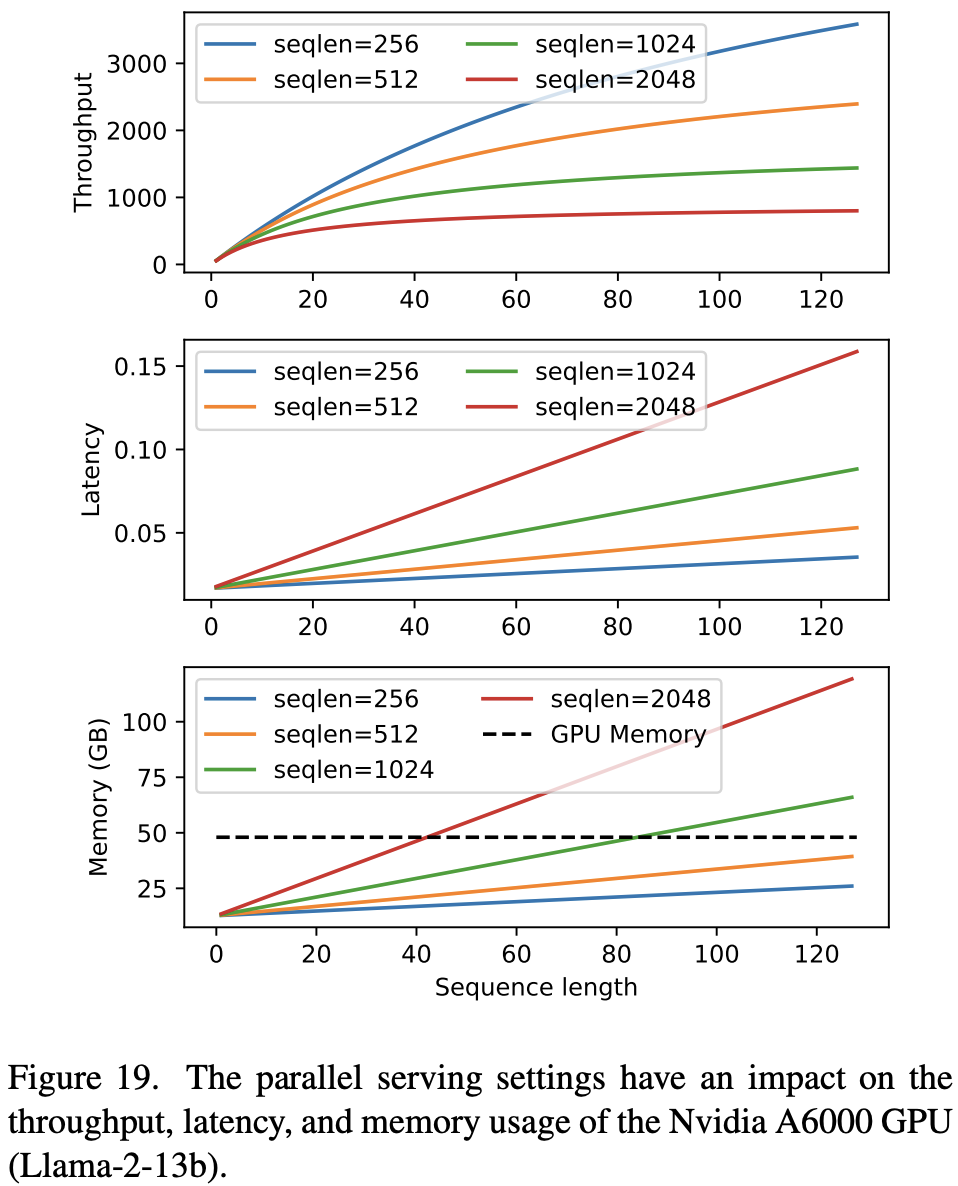 seqlen=256 seqlen=1024
seqlen=512 seqlen=2048
Throughput
3000
2000
1000
0
0 20 40 60 80 100 120
seqlen=256 seqlen=1024
seqlen=512 seqlen=2048
Latency
0.15
0.10
0.05
0 20 40 60 80 100 120
seqlen=256 seqlen=2048
seqlen=512 GPU Memory
seqlen=1024
Memory (GB)
100
75
50
25
0 20 40 60 80 100 120
Sequence length
Figure 19. The parallel serving settings have an impact on the
throughput, latency, and memory usage of the Nvidia A6000 GPU
(Llama-2-13b).